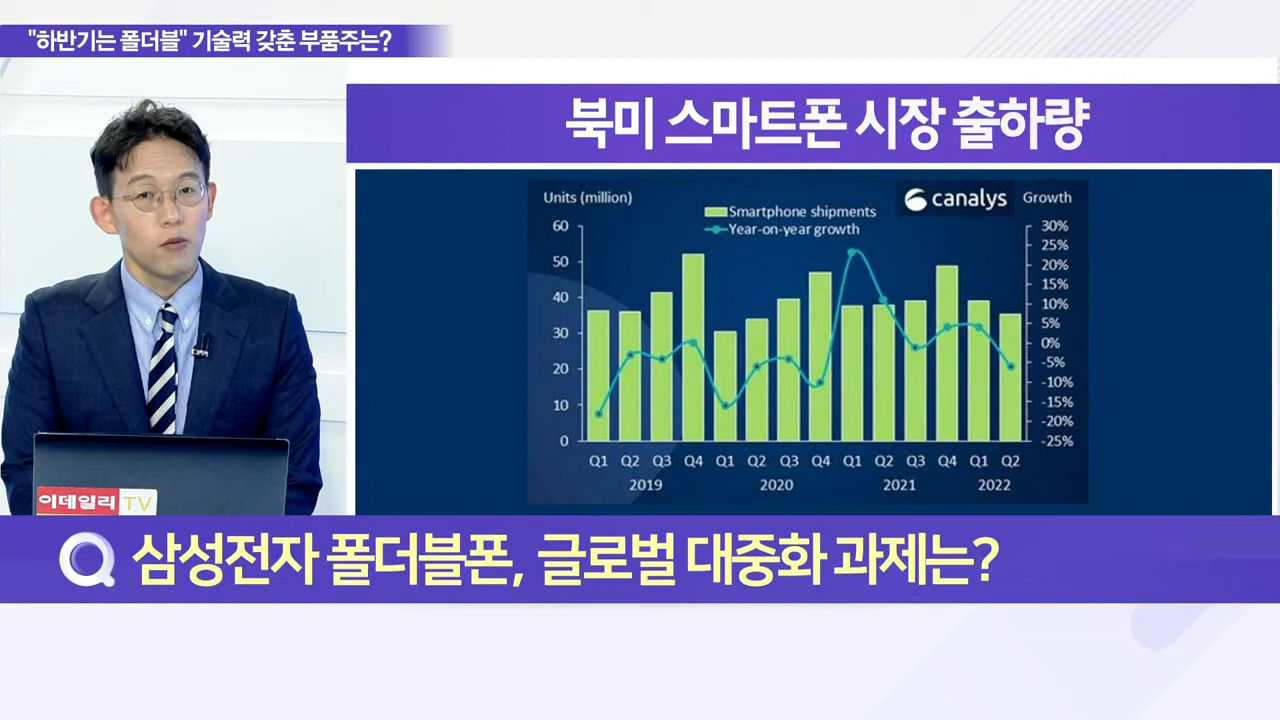 "하반기는 폴더블" 기술력 갖춘 부품주는?
북미 스마트폰 시장 출하량
Units (million)
canalys
Growth
Smartphone shipments
Year-on-year growth
60
50
40
30
20
10
0
30%
25%
20%
15%
10%
5%
0%
-5%
-10%
-15%
-20%
-25%
Q1 Q2 Q3 Q4 Q1 Q2 Q3 Q4 Q1 Q2 Q3 Q4 Q1 Q2
2019 2020 2021 2022
이데일리 TV
Q 삼성전자 폴더블폰, 글로벌 대중화 과제는?